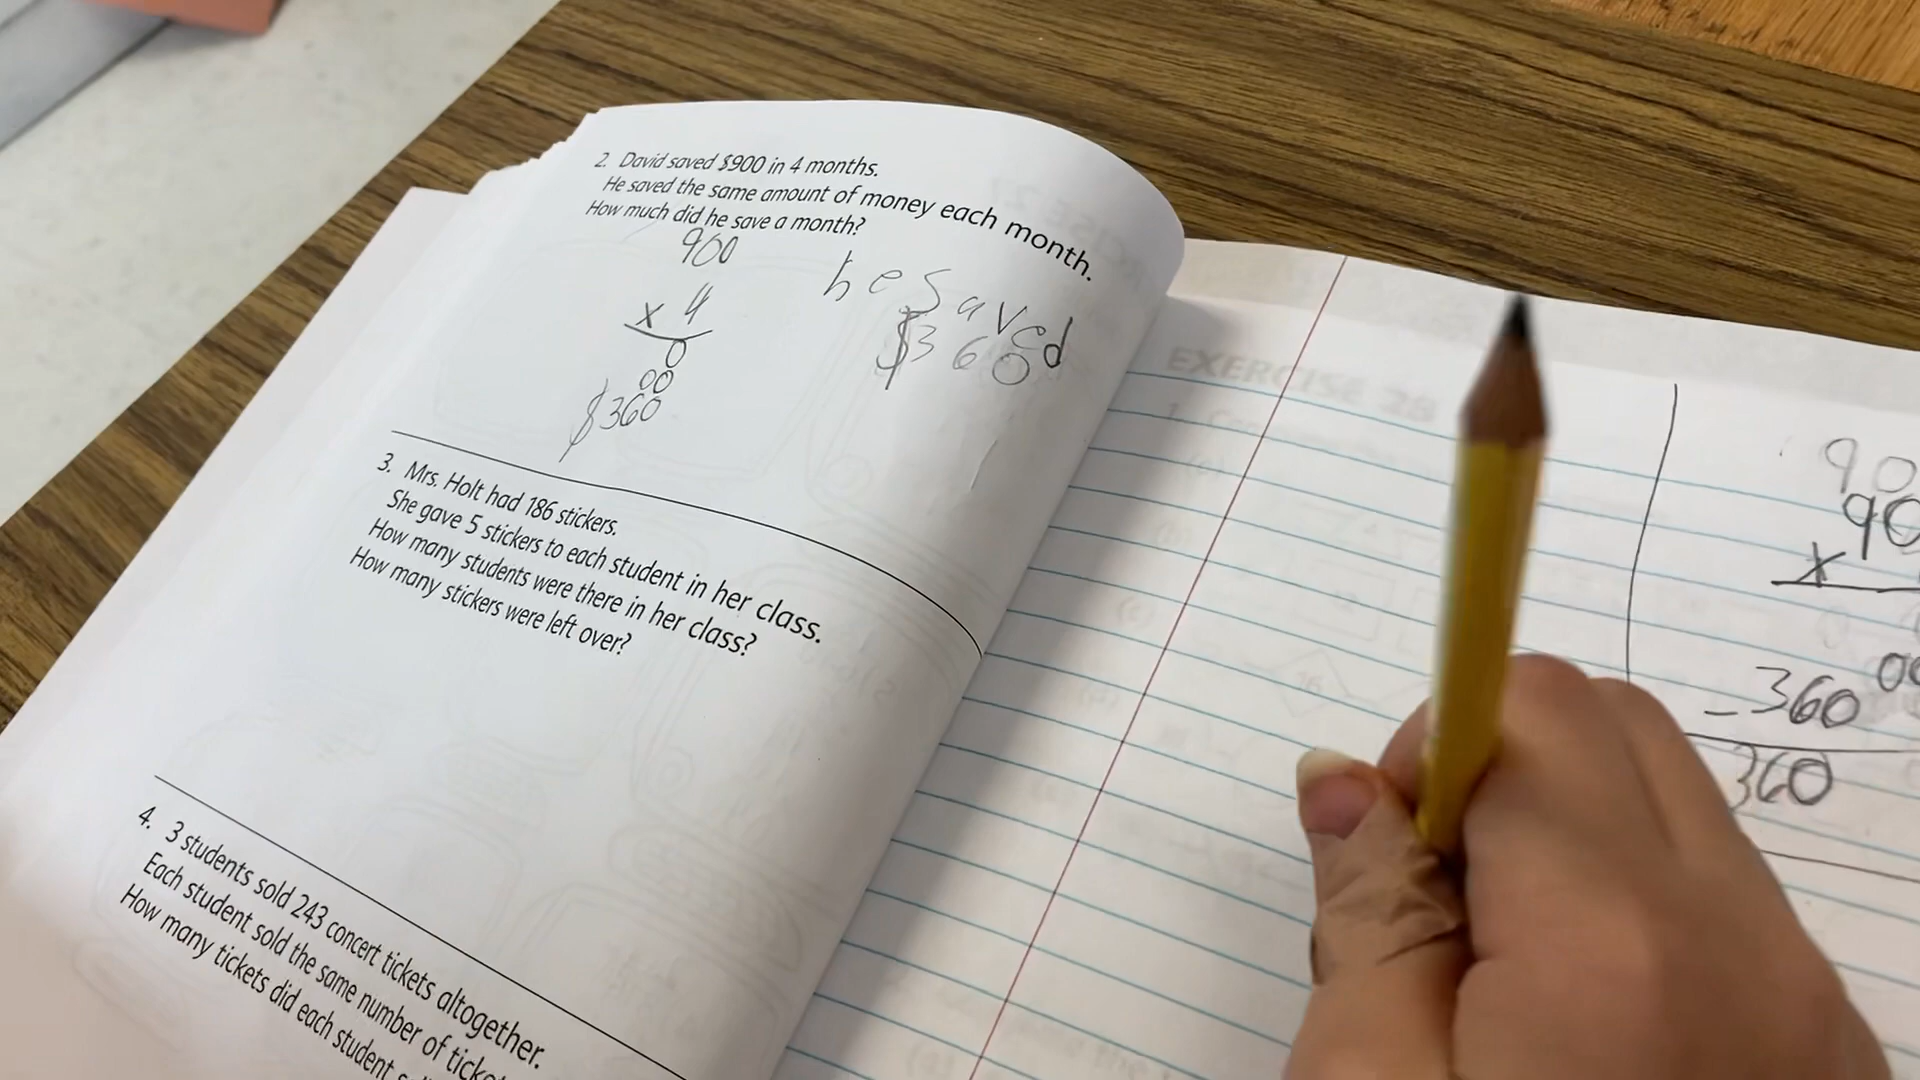 2. David saved $900 in 4 months.
He saved the same amount of money each month.
How much did he save a month?
900
x 4
0
00
$360
he saved
$360
3. Mrs. Holt had 186 stickers.
She gave 5 stickers to each student in her class.
How many students were there in her class?
How many stickers were left over?
4. 3 students sold 243 concert tickets altogether.
Each student sold the same number of
How many tickets did each student
EXERCISE 28
90
90
x
00
- 360
360